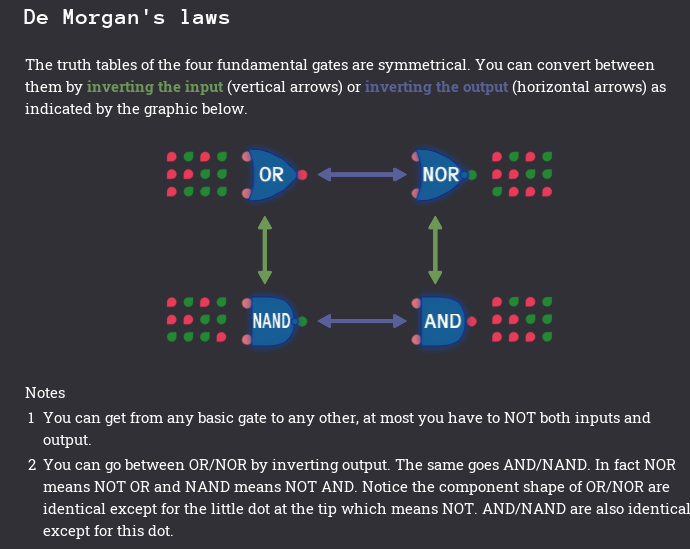 De Morgan's laws
The truth tables of the four fundamental gates are symmetrical. You can convert between
them by inverting the input (vertical arrows) or inverting the output (horizontal arrows) as
indicated by the graphic below.
OR
NOR
NAND
AND
Notes
1 You can get from any basic gate to any other, at most you have to NOT both inputs and
output.
2 You can go between OR/NOR by inverting output. The same goes AND/NAND. In fact NOR
means NOT OR and NAND means NOT AND. Notice the component shape of OR/NOR are
identical except for the little dot at the tip which means NOT. AND/NAND are also identical
except for this dot.